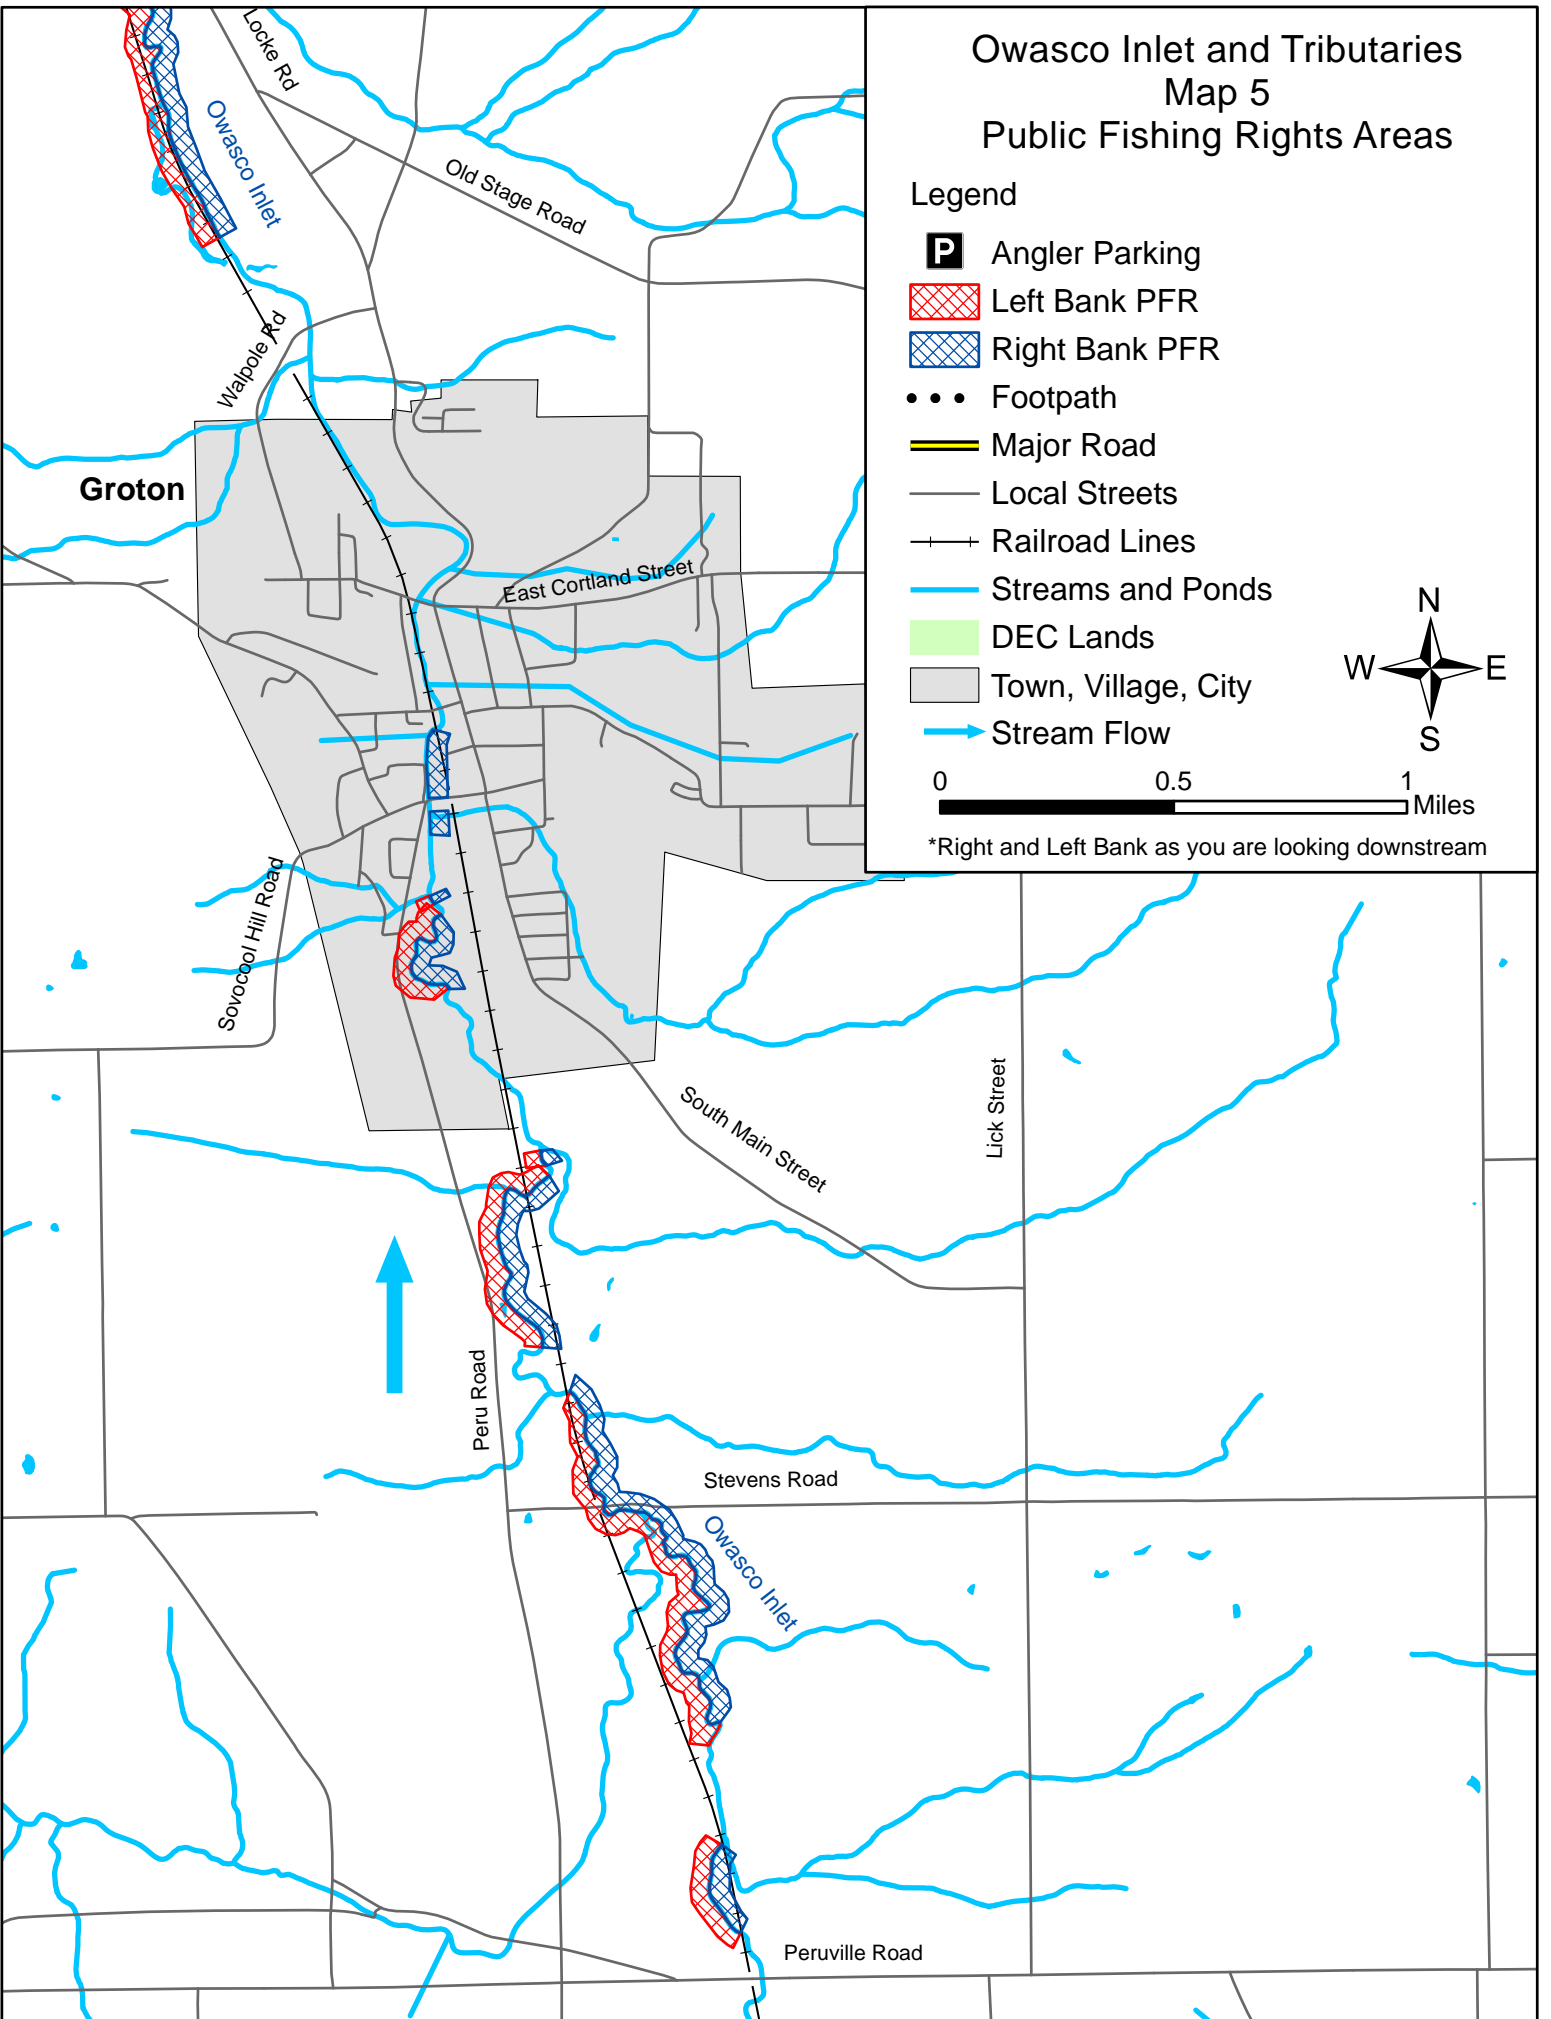 Owasco Inlet and Tributaries
Map 5
Public Fishing Rights Areas
Legend
P Angler Parking
Left Bank PFR
Right Bank PFR
Footpath
Major Road
Local Streets
Railroad Lines
Streams and Ponds
DEC Lands
Town, Village, City
Stream Flow
N
W E
S
0 0.5 1
Miles
*Right and Left Bank as you are looking downstream
Locke Rd
Owasco Inlet
Old Stage Road
Walpole Rd
Groton
East Cortland Street
Sovocool Hill Road
South Main Street
Lick Street
Peru Road
Stevens Road
Owasco Inlet
Peruville Road